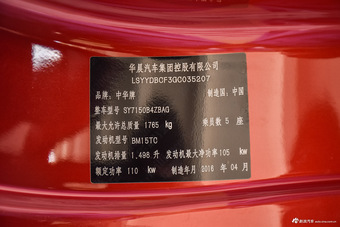 华晨汽车集团控股有限公司
LSYYDBCF3GC035207
品牌：中华牌 制造国：中国
整车型号 SY7150B4ZBAG
最大允许总质量 1765 kg 乘员数 5 座
发动机型号 BM15TC
发动机排量 1,498 升 发动机最大净功率 105 kw
额定功率 110 kw 制造年月 2016 年 04 月